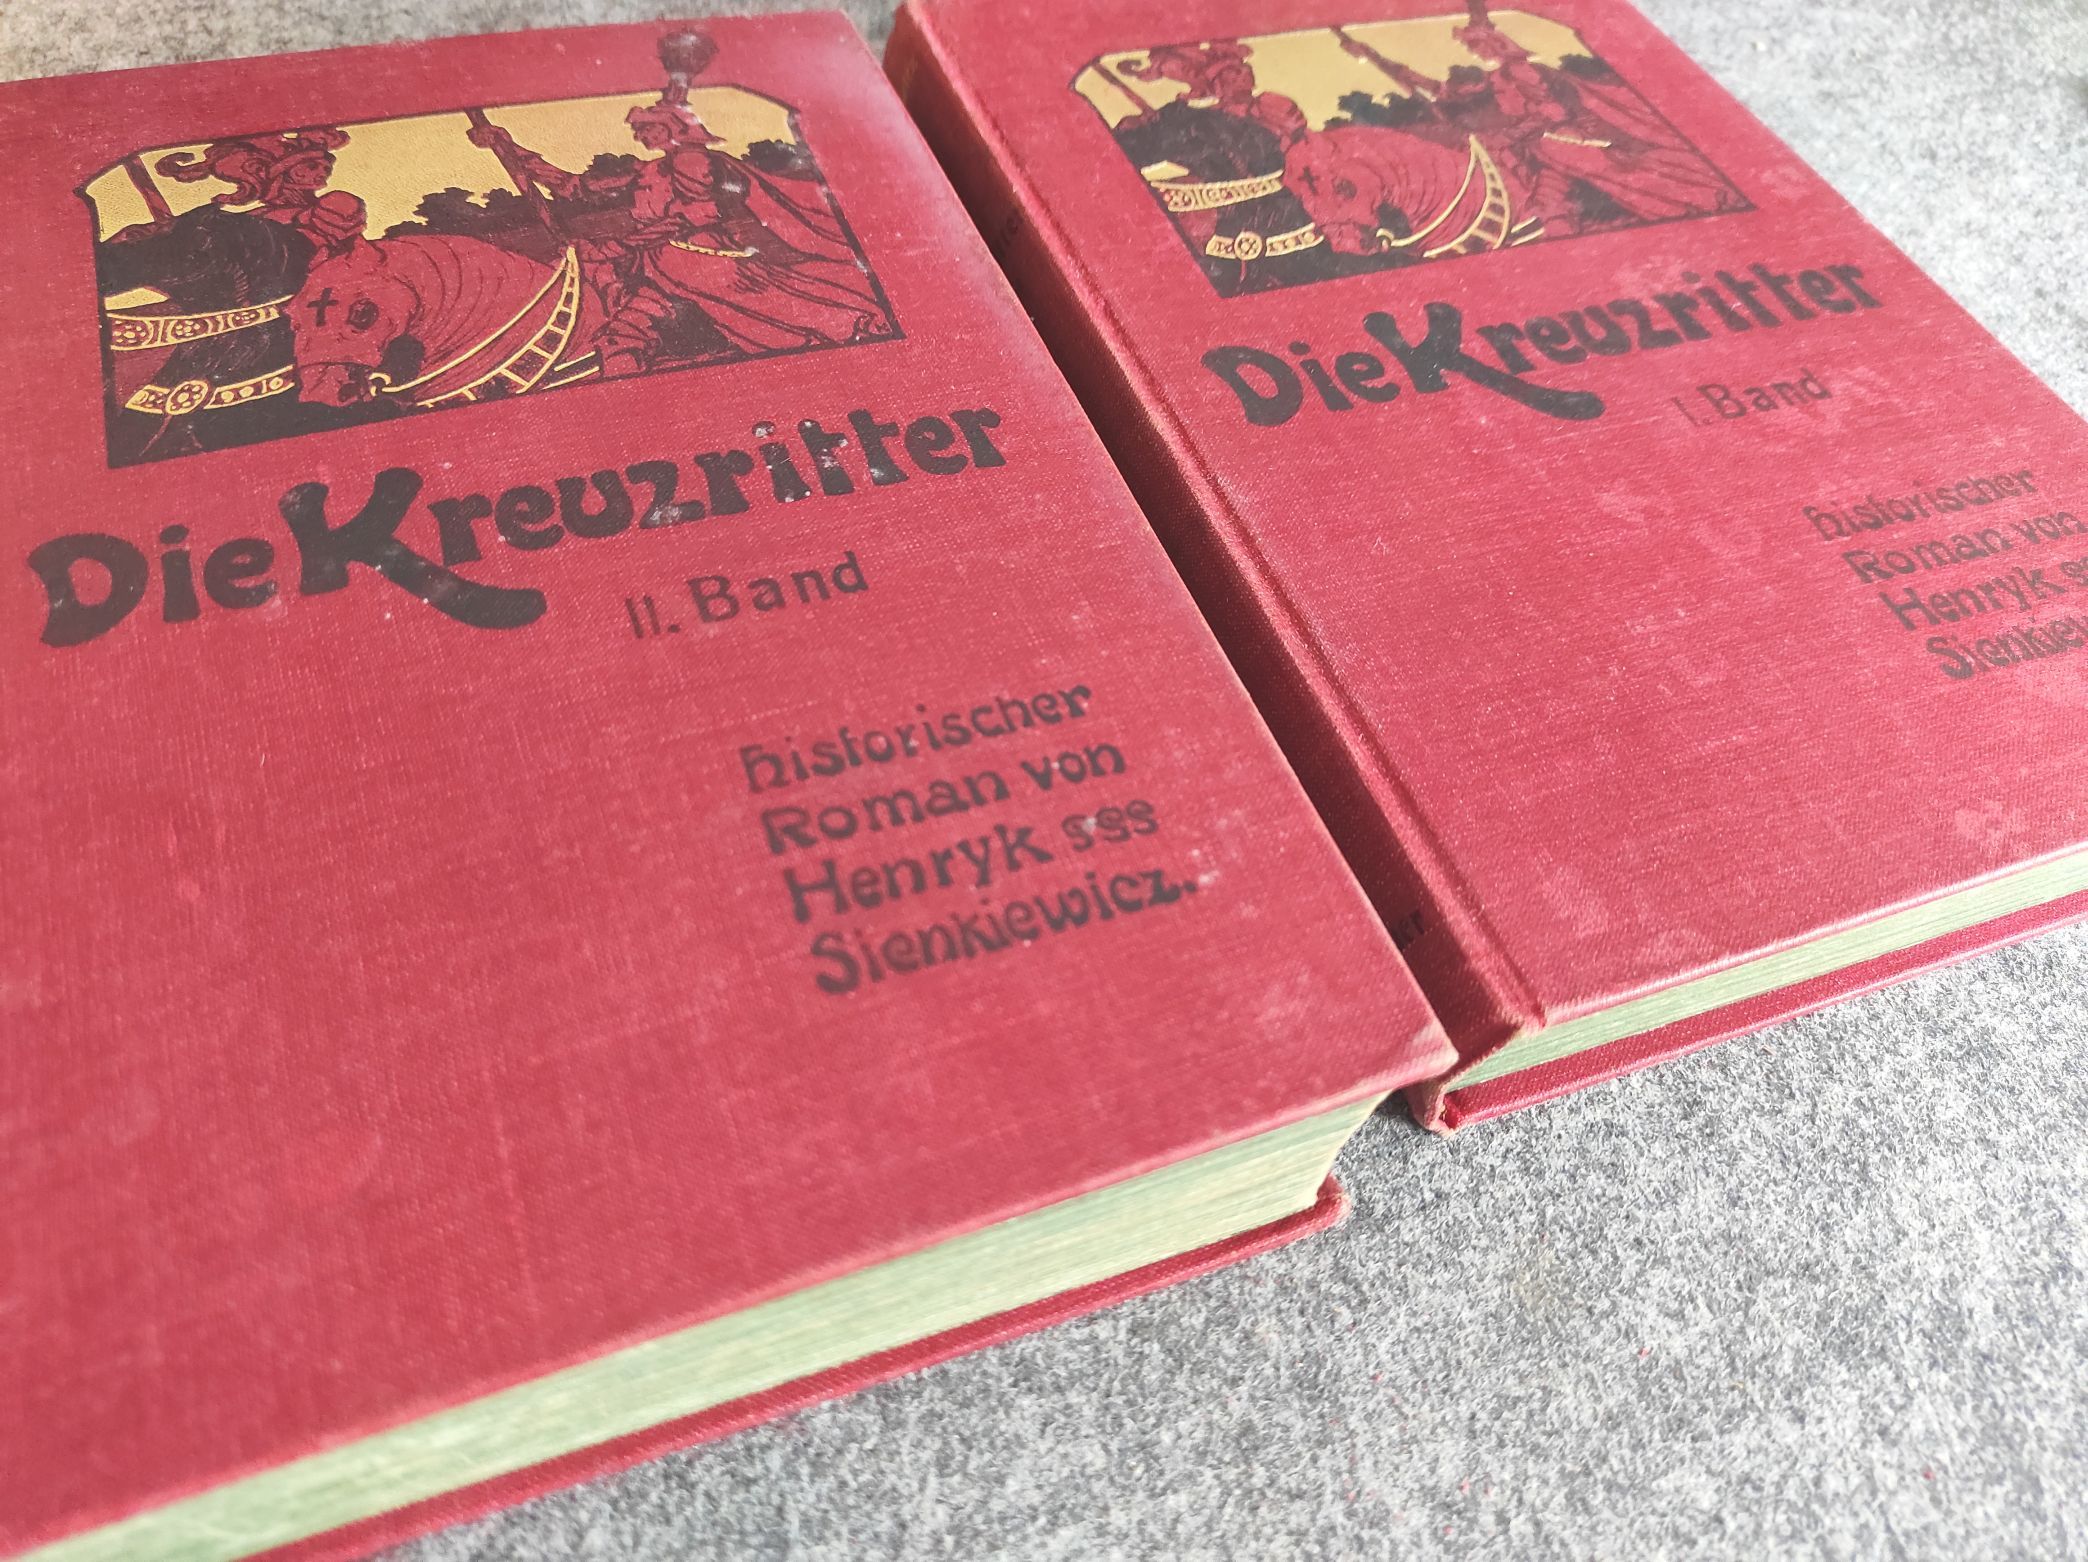 Die Kreuzritter
II. Band
Historischer
Roman von
Henryk
Sienkiewicz.
Die Kreuzritter
I. Band
Historischer
Roman von
Henryk